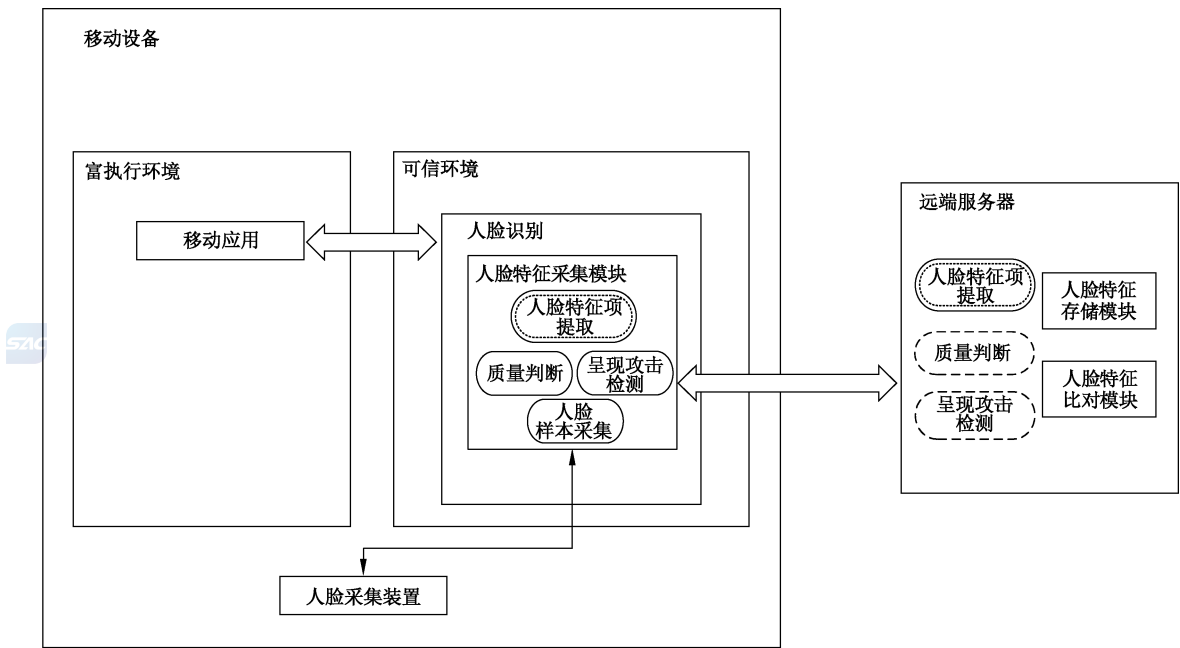 移动设备
富执行环境
移动应用
可信环境
人脸识别
人脸特征采集模块
人脸特征项
提取
质量判断
呈现攻击
检测
人脸
样本采集
人脸采集装置
远端服务器
人脸特征项
提取
质量判断
呈现攻击
检测
人脸特征
存储模块
人脸特征
比对模块
SAC